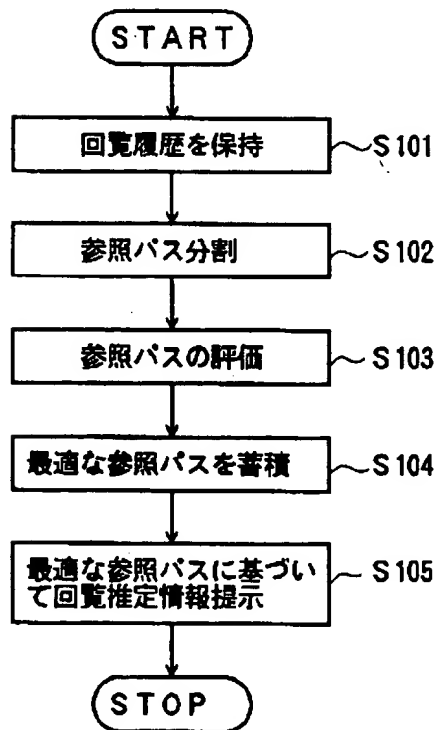 START
回覧履歴を保持
S101
参照パス分割
S102
参照パスの評価
S103
最適な参照パスを蓄積
S104
最適な参照パスに基づい
て回覧推定情報提示
S105
STOP